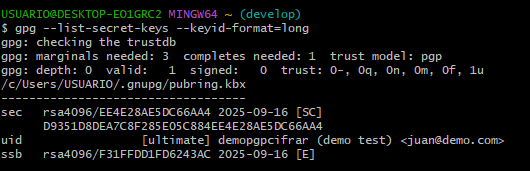 USUARIO@DESKTOP-EO1GRC2 MINGW64 ~ (develop)
$ gpg --list-secret-keys --keyid-format=long
gpg: checking the trustdb
gpg: marginals needed: 3  completes needed: 1  trust model: pgp
gpg: depth: 0  valid:   1  signed:   0  trust: 0-, 0q, 0n, 0m, 0f, 1u
/c/Users/USUARIO/.gnupg/pubring.kbx
-----------------------------------
sec   rsa4096/EE4E28AE5DC66AA4 2025-09-16 [SC]
      D9351D8DEA7C8F285E05C884EE4E28AE5DC66AA4
uid                 [ultimate] demopgpcifrar (demo test) <juan@demo.com>
ssb   rsa4096/F31FFDD1FD6243AC 2025-09-16 [E]